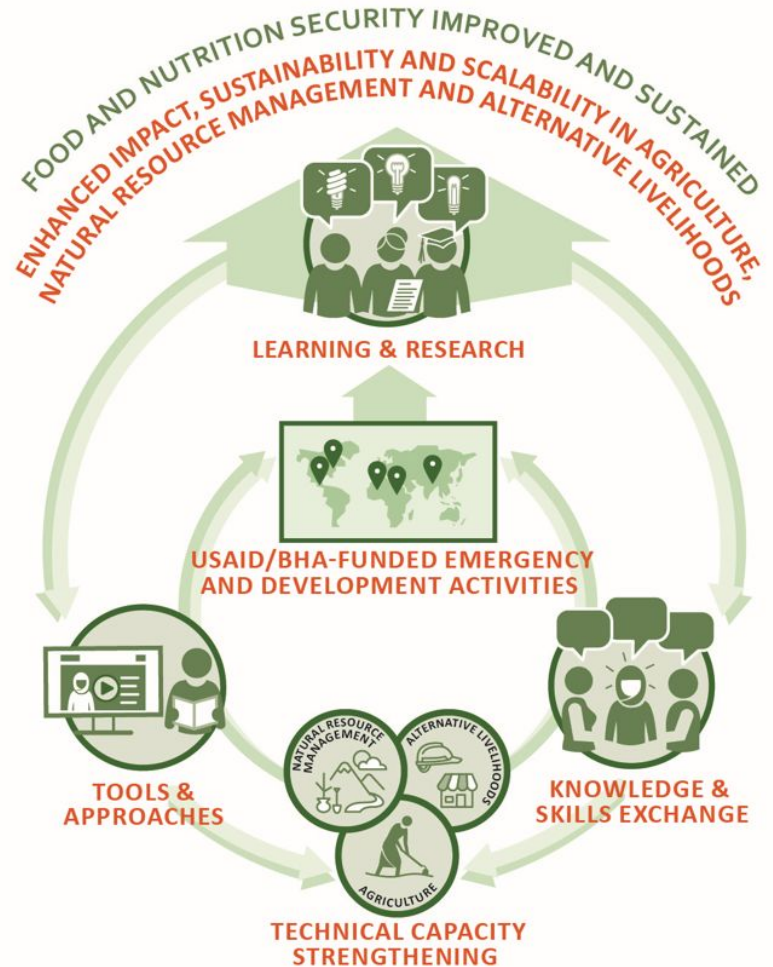 FOOD AND NUTRITION SECURITY IMPROVED AND SUSTAINED
ENHANCED IMPACT, SUSTAINABILITY AND SCALABILITY IN AGRICULTURE,
NATURAL RESOURCE MANAGEMENT AND ALTERNATIVE LIVELIHOODS
LEARNING & RESEARCH
USAID/BHA-FUNDED EMERGENCY
AND DEVELOPMENT ACTIVITIES
TOOLS &
APPROACHES
KNOWLEDGE &
SKILLS EXCHANGE
NATURAL RESOURCE
MANAGEMENT
ALTERNATIVE LIVELIHOODS
AGRICULTURE
TECHNICAL CAPACITY
STRENGTHENING